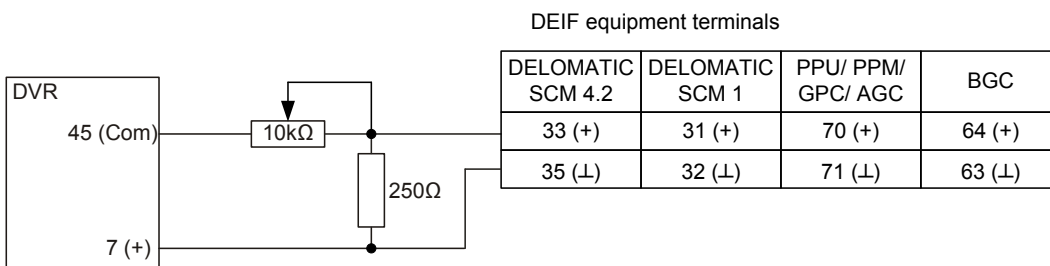 DEIF equipment terminals
DELOMATIC SCM 4.2
DELOMATIC SCM 1
PPU/ PPM/ GPC/ AGC
BGC
DVR
45 (Com)
10kΩ
33 (+)
31 (+)
70 (+)
64 (+)
35 (⊥)
32 (⊥)
71 (⊥)
63 (⊥)
250Ω
7 (+)